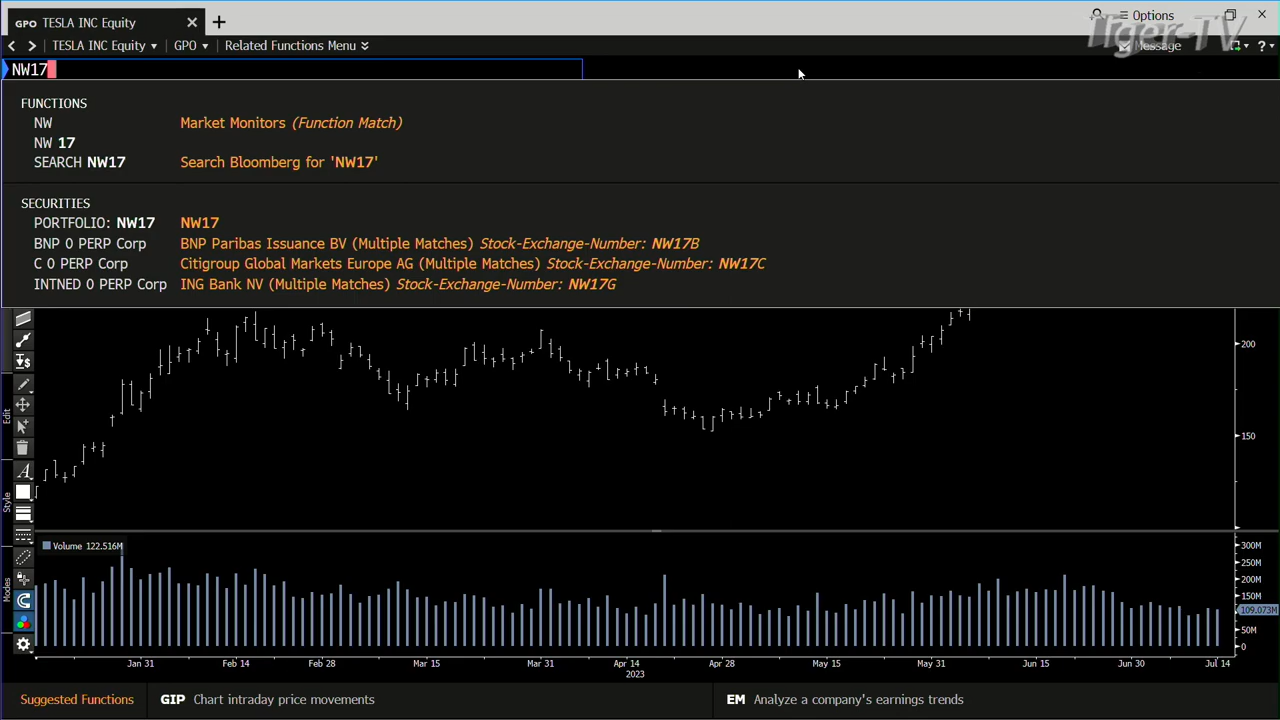 GPO TESLA INC Equity
Options
TESLA INC Equity
GPO
Related Functions Menu
Message
?
Tiger-TV
NW17
FUNCTIONS
NW Market Monitors (Function Match)
NW 17
SEARCH NW17 Search Bloomberg for 'NW17'
SECURITIES
PORTFOLIO: NW17 NW17
BNP 0 PERP Corp BNP Paribas Issuance BV (Multiple Matches) Stock-Exchange-Number: NW17B
C 0 PERP Corp Citigroup Global Markets Europe AG (Multiple Matches) Stock-Exchange-Number: NW17C
INTNED 0 PERP Corp ING Bank NV (Multiple Matches) Stock-Exchange-Number: NW17G
200
150
Edit
Style
Modes
A
Volume 122.516M
300M
250M
200M
150M
109.073M
50M
0
Jan 31 Feb 14 Feb 28 Mar 15 Mar 31 Apr 14 Apr 28 May 15 May 31 Jun 15 Jun 30 Jul 14
2023
Suggested Functions GIP Chart intraday price movements EM Analyze a company's earnings trends